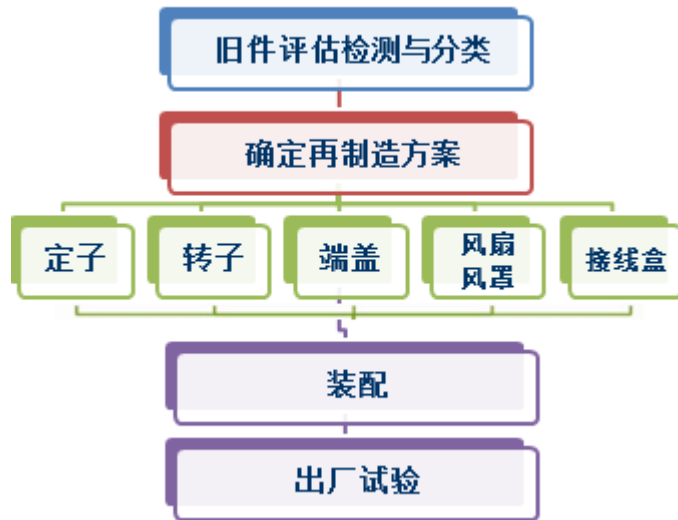 旧件评估检测与分类
确定再制造方案
定子
转子
端盖
风扇
风罩
接线盒
装配
出厂试验